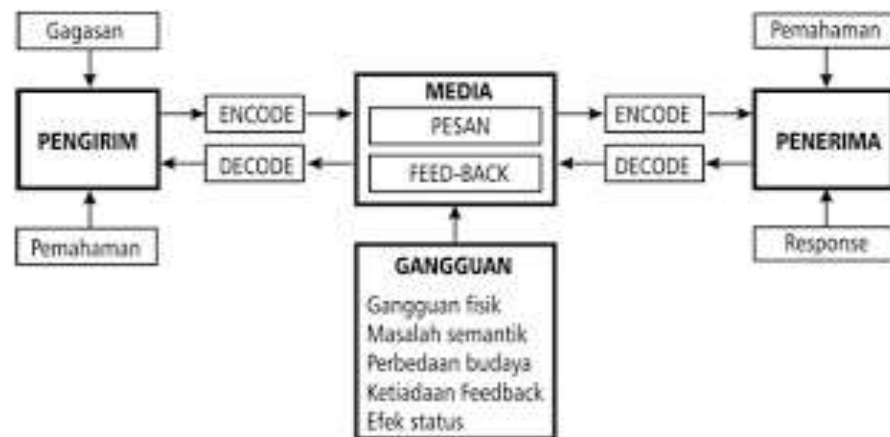 Gagasan
Pemahaman
PENGIRIM
ENCODE
DECODE
MEDIA
PESAN
FEED-BACK
ENCODE
DECODE
PENERIMA
Pemahaman
Response
GANGGUAN
Gangguan fisik
Masalah semantik
Perbedaan budaya
Ketiadaan Feedback
Efek status